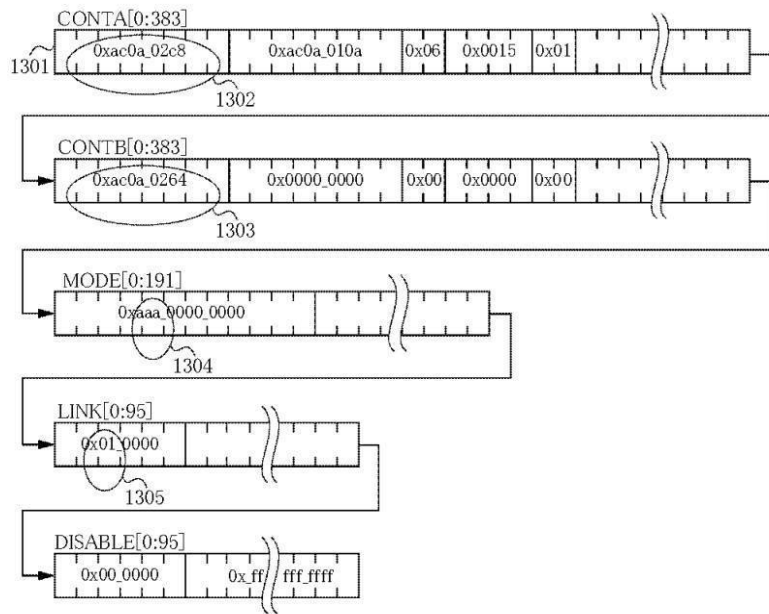 CONTA[0:383]
1301 0xac0a_02c8 0xac0a_010a 0x06 0x0015 0x01
1302
CONTB[0:383]
0xac0a_0264 0x0000_0000 0x00 0x0000 0x00
1303
MODE[0:191]
0xaaa_0000_0000
1304
LINK[0:95]
0x01_0000
1305
DISABLE[0:95]
0x00_0000 0x_ff fff_ffff